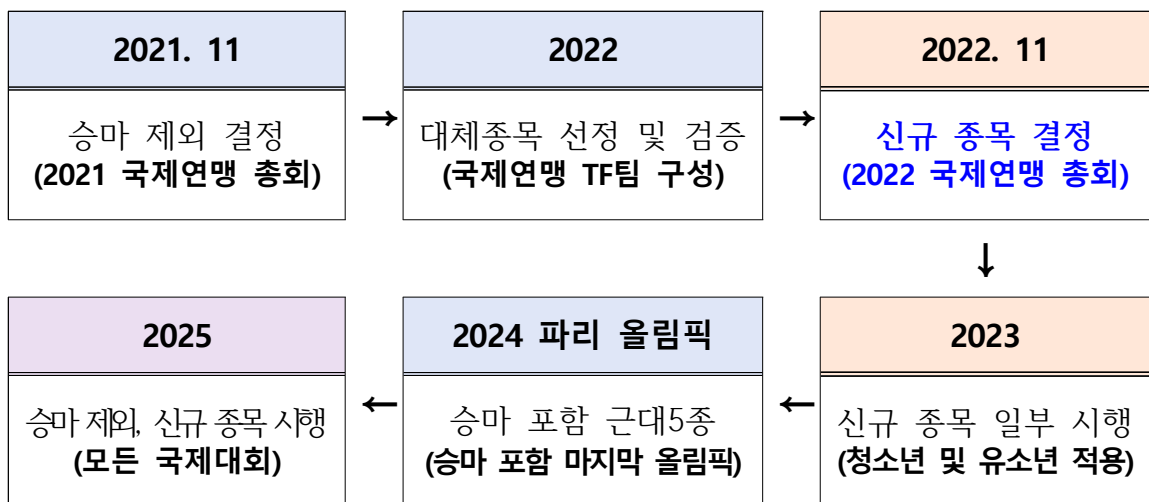 2021. 11
승마 제외 결정
(2021 국제연맹 총회)
→
2022
대체종목 선정 및 검증
(국제연맹 TF팀 구성)
→
2022. 11
신규 종목 결정
(2022 국제연맹 총회)
↓
2023
신규 종목 일부 시행
(청소년 및 유소년 적용)
←
2024 파리 올림픽
승마 포함 근대5종
(승마 포함 마지막 올림픽)
←
2025
승마 제외, 신규 종목 시행
(모든 국제대회)